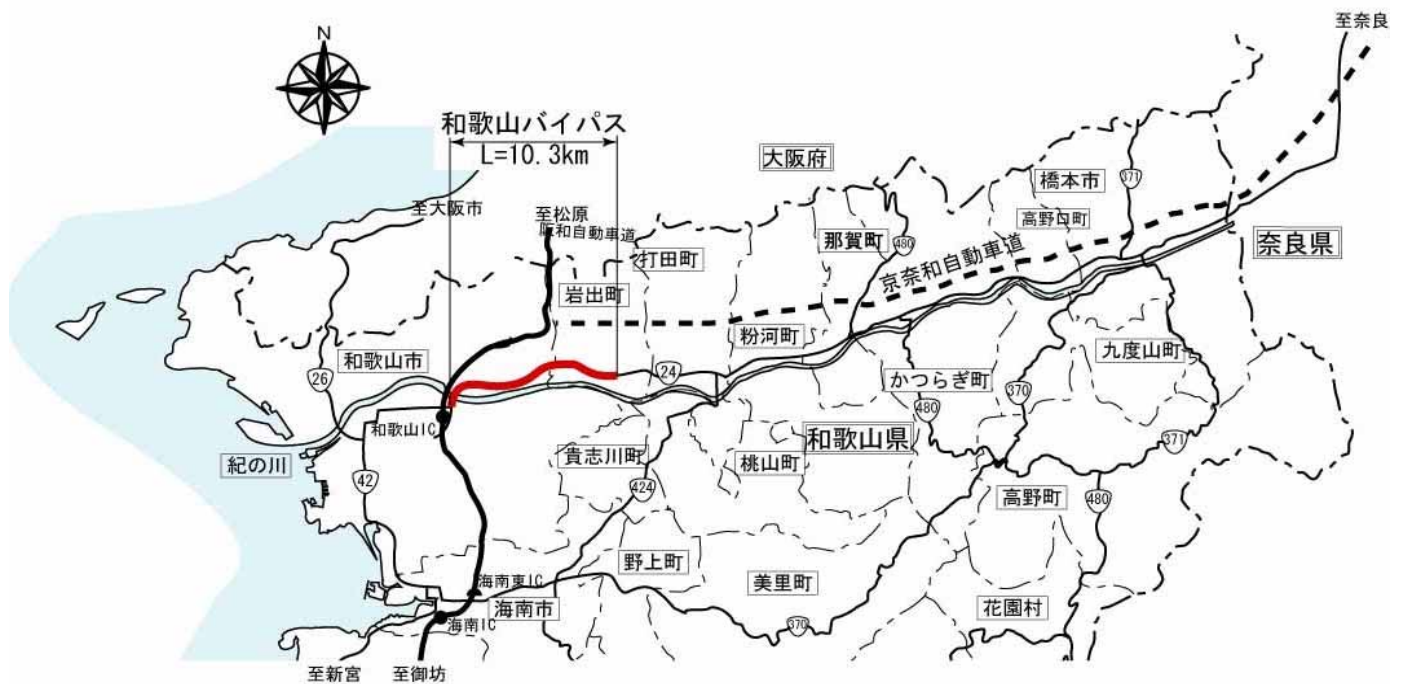 至奈良
N
和歌山バイパス
L=10.3km
大阪府
橋本市
371
至大阪市
至松原
阪和自動車道
高野口町
那賀町
480
奈良県
打田町
京奈和自動車道
岩出町
粉河町
和歌山市
九度山町
24
26
かつらぎ町
370
480
和歌山IC
和歌山県
371
紀の川
貴志川町
桃山町
42
424
高野町
480
野上町
海南東IC
美里町
海南市
花園村
海南IC
370
至新宮
至御坊